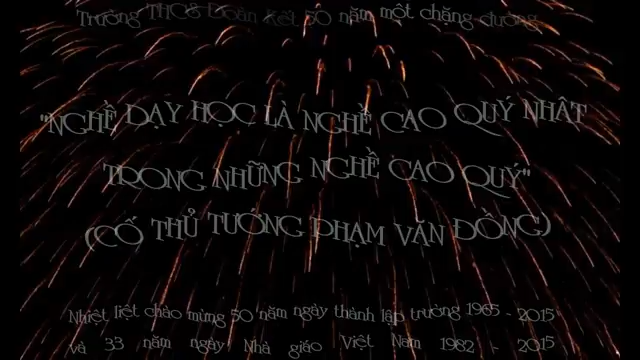 Trường THCS Đoàn Kết 50 năm một chặng đường
"NGHỀ DẠY HỌC LÀ NGHỀ CAO QUÝ NHẤT
TRONG NHỮNG NGHỀ CAO QUÝ"
(CỐ THỦ TƯỚNG PHẠM VĂN ĐỒNG)
Nhiệt liệt chào mừng 50 năm ngày thành lập trường 1965 - 2015
và 33 năm ngày Nhà giáo Việt Nam 1982 - 2015